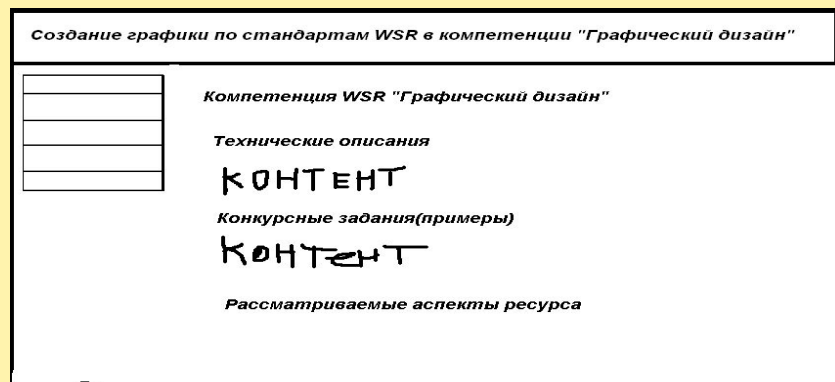 Создание графики по стандартам WSR в компетенции "Графический дизайн"
Компетенция WSR "Графический дизайн"
Технические описания
КОНТЕНТ
Конкурсные задания(примеры)
КОНТеНТ
Рассматриваемые аспекты ресурса